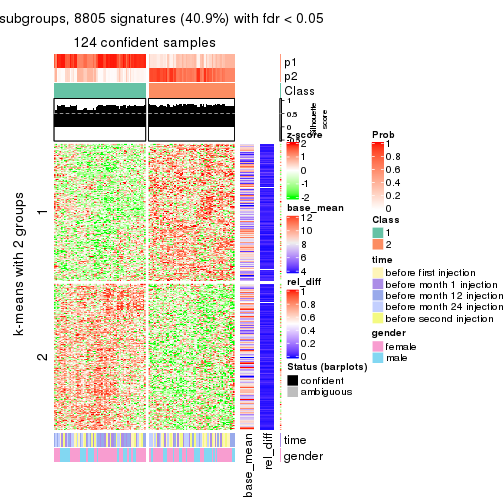 subgroups, 8805 signatures (40.9%) with fdr < 0.05
124 confident samples
p1
p2
Class
1
0.5
0
Silhouette
score
z-score
2
1
0
-1
-2
base_mean
12
10
8
6
4
rel_diff
1
0.8
0.6
0.4
0.2
0
Status (barplots)
confident
ambiguous
Prob
1
0.8
0.6
0.4
0.2
0
Class
1
2
time
before first injection
before month 1 injection
before month 12 injection
before month 24 injection
before second injection
gender
female
male
k-means with 2 groups
1
2
time
gender
base_mean
rel_diff